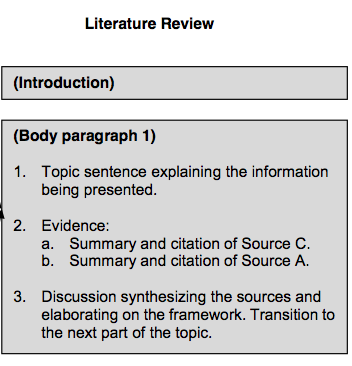 Literature Review
(Introduction)
(Body paragraph 1)
1. Topic sentence explaining the information
being presented.
2. Evidence:
a. Summary and citation of Source C.
b. Summary and citation of Source A.
3. Discussion synthesizing the sources and
elaborating on the framework. Transition to
the next part of the topic.